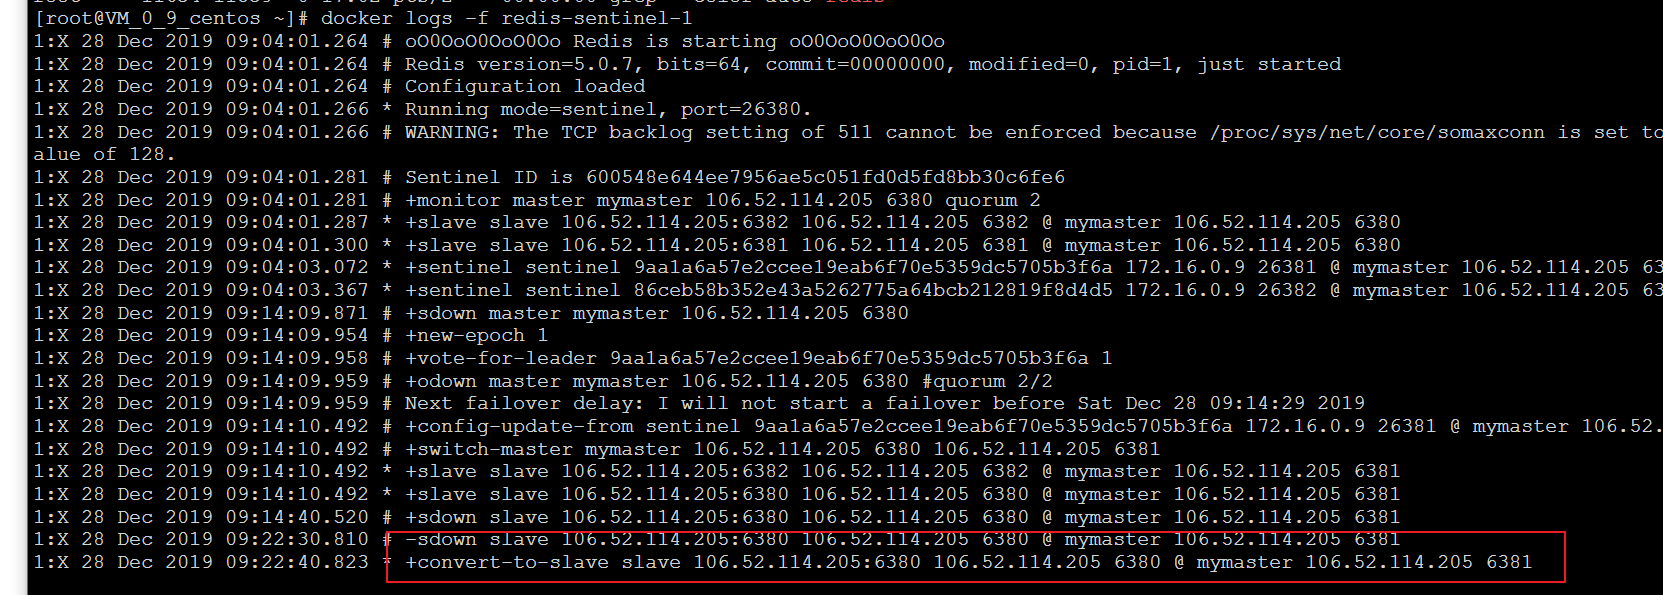 [root@VM_0_9_centos ~]# docker logs -f redis-sentinel-1
1:X 28 Dec 2019 09:04:01.264 # oO0OoO0OoO0Oo Redis is starting oO0OoO0OoO0Oo
1:X 28 Dec 2019 09:04:01.264 # Redis version=5.0.7, bits=64, commit=00000000, modified=0, pid=1, just started
1:X 28 Dec 2019 09:04:01.264 # Configuration loaded
1:X 28 Dec 2019 09:04:01.266 * Running mode=sentinel, port=26380.
1:X 28 Dec 2019 09:04:01.266 # WARNING: The TCP backlog setting of 511 cannot be enforced because /proc/sys/net/core/somaxconn is set to
alue of 128.
1:X 28 Dec 2019 09:04:01.281 # Sentinel ID is 600548e644ee7956ae5c051fd0d5fd8bb30c6fe6
1:X 28 Dec 2019 09:04:01.281 # +monitor master mymaster 106.52.114.205 6380 quorum 2
1:X 28 Dec 2019 09:04:01.287 * +slave slave 106.52.114.205:6382 106.52.114.205 6382 @ mymaster 106.52.114.205 6380
1:X 28 Dec 2019 09:04:01.300 * +slave slave 106.52.114.205:6381 106.52.114.205 6381 @ mymaster 106.52.114.205 6380
1:X 28 Dec 2019 09:04:03.072 * +sentinel sentinel 9aa1a6a57e2ccee19eab6f70e5359dc5705b3f6a 172.16.0.9 26381 @ mymaster 106.52.114.205 63
1:X 28 Dec 2019 09:04:03.367 * +sentinel sentinel 86ceb58b352e43a5262775a64bcb212819f8d4d5 172.16.0.9 26382 @ mymaster 106.52.114.205 63
1:X 28 Dec 2019 09:14:09.871 # +sdown master mymaster 106.52.114.205 6380
1:X 28 Dec 2019 09:14:09.954 # +new-epoch 1
1:X 28 Dec 2019 09:14:09.958 # +vote-for-leader 9aa1a6a57e2ccee19eab6f70e5359dc5705b3f6a 1
1:X 28 Dec 2019 09:14:09.959 # +odown master mymaster 106.52.114.205 6380 #quorum 2/2
1:X 28 Dec 2019 09:14:09.959 # Next failover delay: I will not start a failover before Sat Dec 28 09:14:29 2019
1:X 28 Dec 2019 09:14:10.492 # +config-update-from sentinel 9aa1a6a57e2ccee19eab6f70e5359dc5705b3f6a 172.16.0.9 26381 @ mymaster 106.52.
1:X 28 Dec 2019 09:14:10.492 # +switch-master mymaster 106.52.114.205 6380 106.52.114.205 6381
1:X 28 Dec 2019 09:14:10.492 * +slave slave 106.52.114.205:6382 106.52.114.205 6382 @ mymaster 106.52.114.205 6381
1:X 28 Dec 2019 09:14:10.492 * +slave slave 106.52.114.205:6380 106.52.114.205 6380 @ mymaster 106.52.114.205 6381
1:X 28 Dec 2019 09:14:40.520 # +sdown slave 106.52.114.205:6380 106.52.114.205 6380 @ mymaster 106.52.114.205 6381
1:X 28 Dec 2019 09:22:30.810 # -sdown slave 106.52.114.205:6380 106.52.114.205 6380 @ mymaster 106.52.114.205 6381
1:X 28 Dec 2019 09:22:40.823 * +convert-to-slave slave 106.52.114.205:6380 106.52.114.205 6380 @ mymaster 106.52.114.205 6381